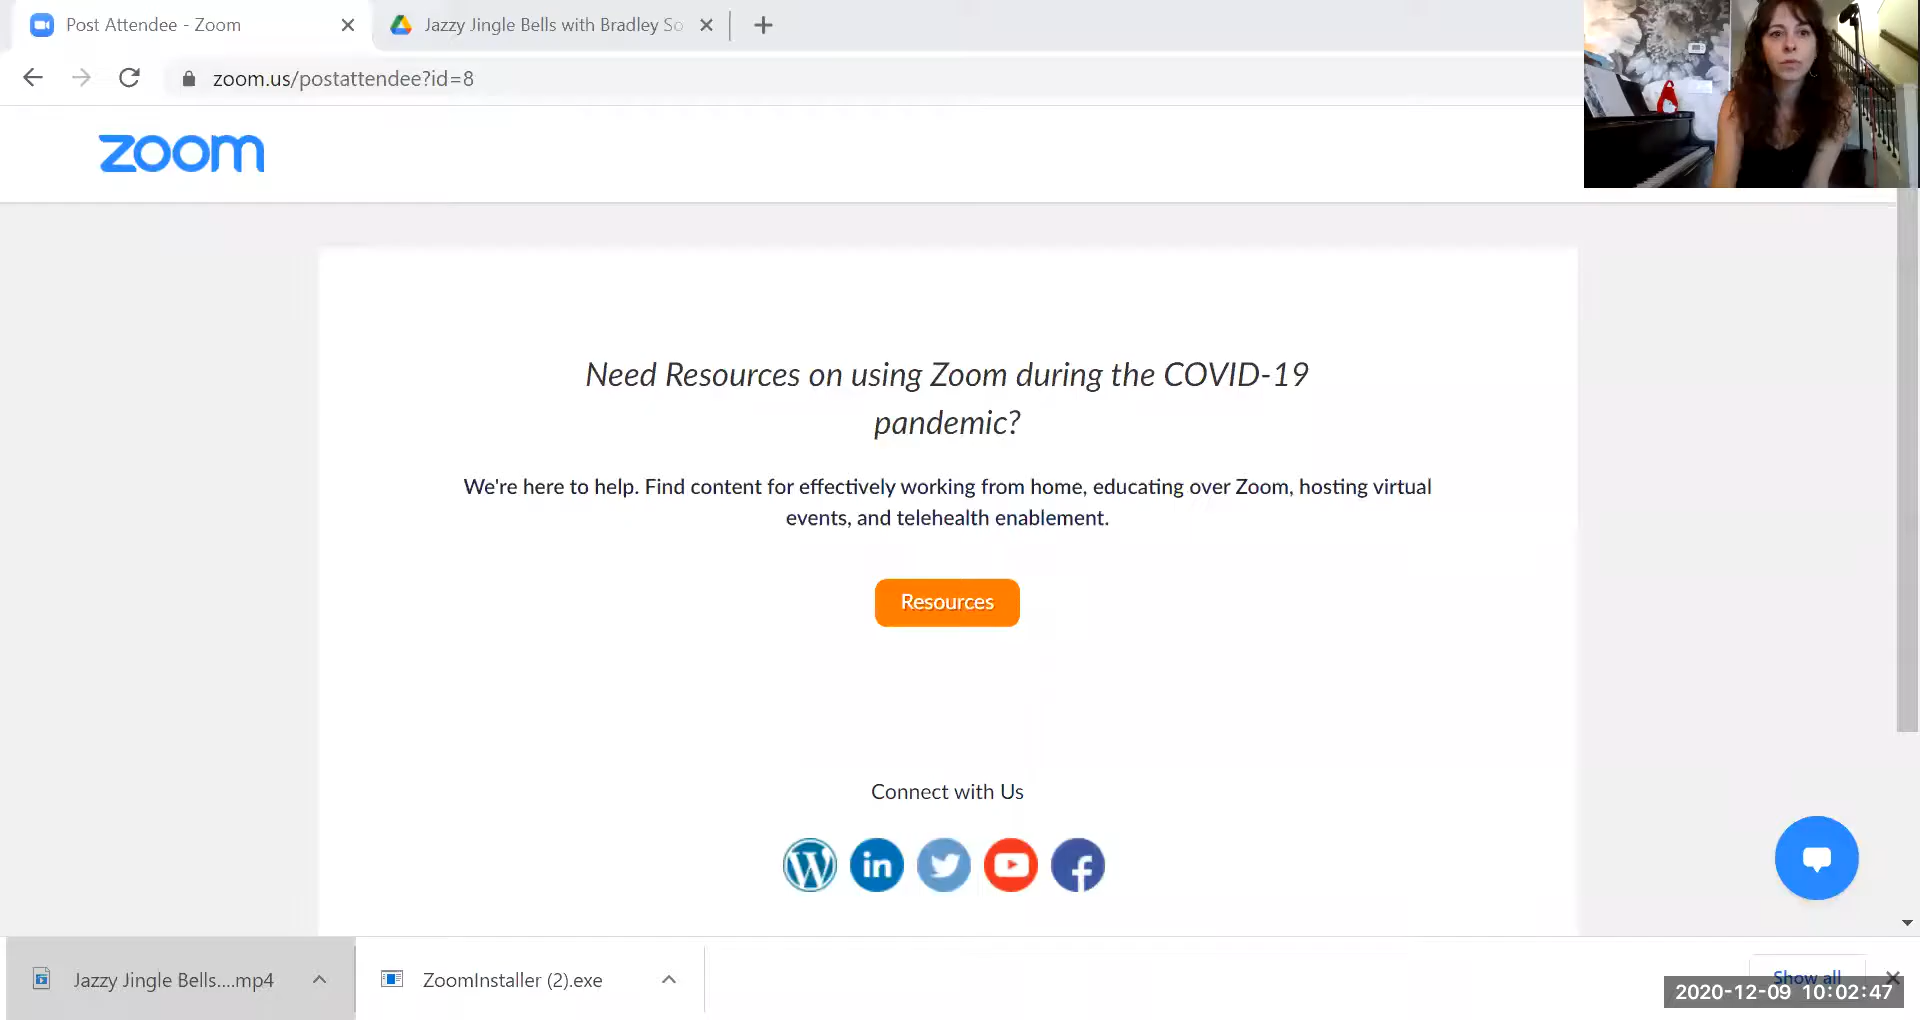 Post Attendee - Zoom
Jazzy Jingle Bells with Bradley So
zoom.us/postattendee?id=8
zoom
Need Resources on using Zoom during the COVID-19
pandemic?
We're here to help. Find content for effectively working from home, educating over Zoom, hosting virtual
events, and telehealth enablement.
Resources
Connect with Us
Jazzy Jingle Bells....mp4
ZoomInstaller (2).exe
Show all
2020-12-09 10:02:47